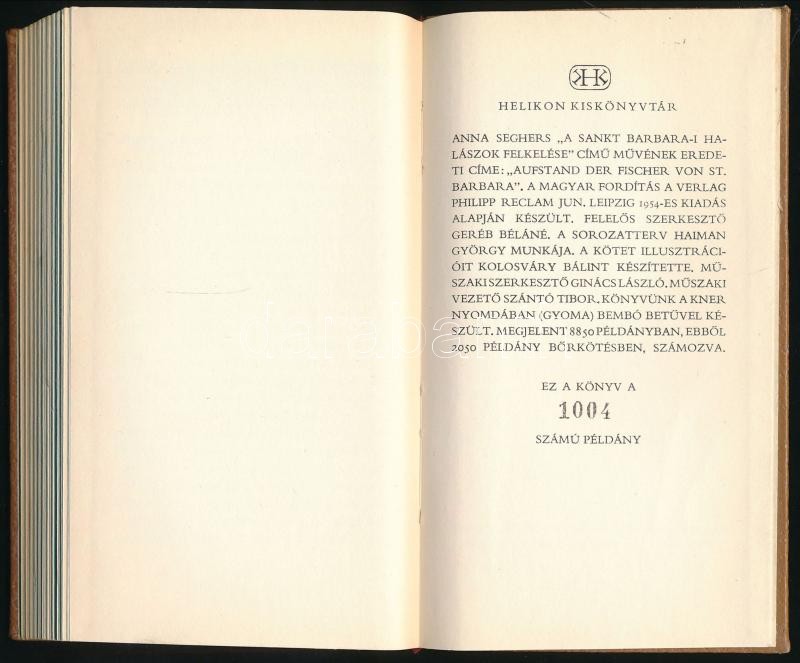 KHK
HELIKON KISKÖNYVTÁR
ANNA SEGHERS „A SANKT BARBARA-I HA-
LÁSZOK FELKELÉSE" CÍMŰ MŰVÉNEK EREDE-
TI CÍME: „AUFSTAND DER FISCHER VON ST.
BARBARA". A MAGYAR FORDÍTÁS A VERLAG
PHILIPP RECLAM JUN. LEIPZIG 1954-ES KIADÁS
ALAPJÁN KÉSZÜLT. FELELŐS SZERKESZTŐ
GERÉB BÉLÁNÉ. A SOROZATTERV HAIMAN
GYÖRGY MUNKÁJA. A KÖTET ILLUSZTRÁCI-
ÓIT KOLOSVÁRY BÁLINT KÉSZÍTETTE. MŰ-
SZAKI SZERKESZTŐ GINÁCS LÁSZLÓ. MŰSZAKI
VEZETŐ SZÁNTÓ TIBOR. KÖNYVÜNK A KNER
NYOMDÁBAN (GYOMA) BEMBÓ BETŰVEL KÉ-
SZÜLT. MEGJELENT 8850 PÉLDÁNYBAN, EBBŐL
2050 PÉLDÁNY BŐRKÖTÉSBEN, SZÁMOZVA.
EZ A KÖNYV A
1004
SZÁMÚ PÉLDÁNY